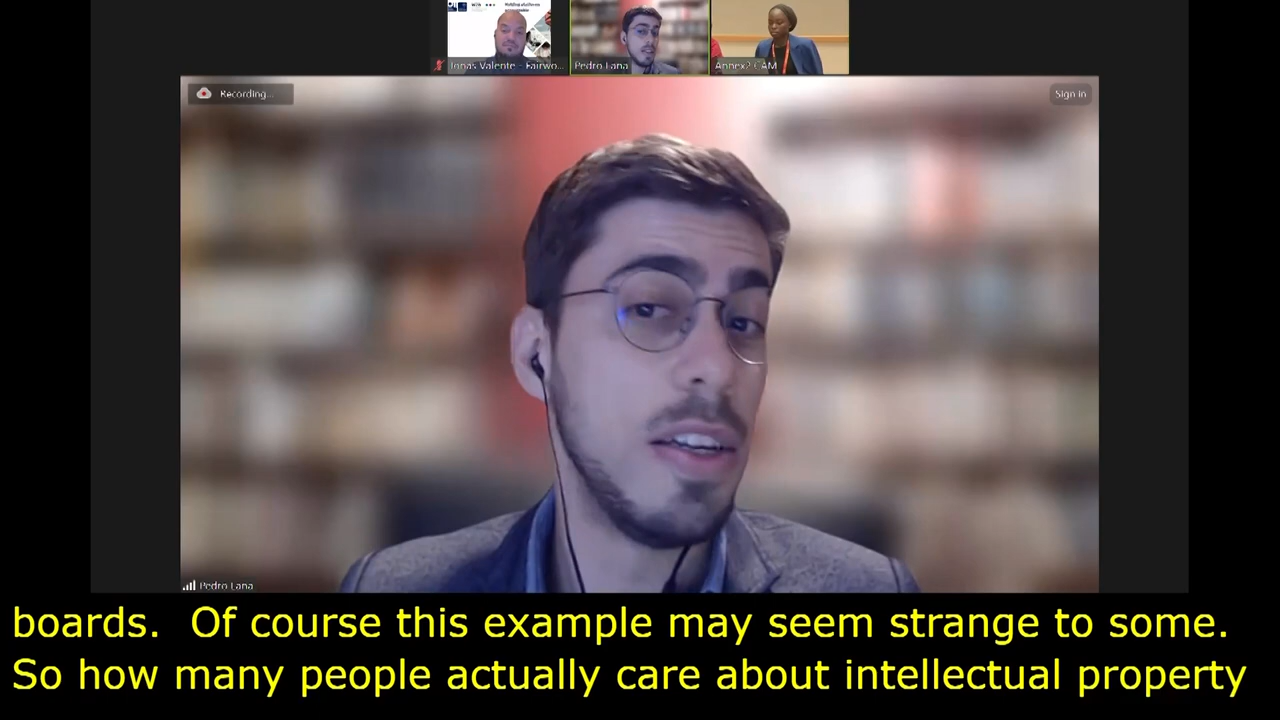 Jonas Valente - Fairwo...
Pedro Lana
Annex2 CAM
Recording...
Sign in
Pedro Lana
boards.  Of course this example may seem strange to some.
So how many people actually care about intellectual property